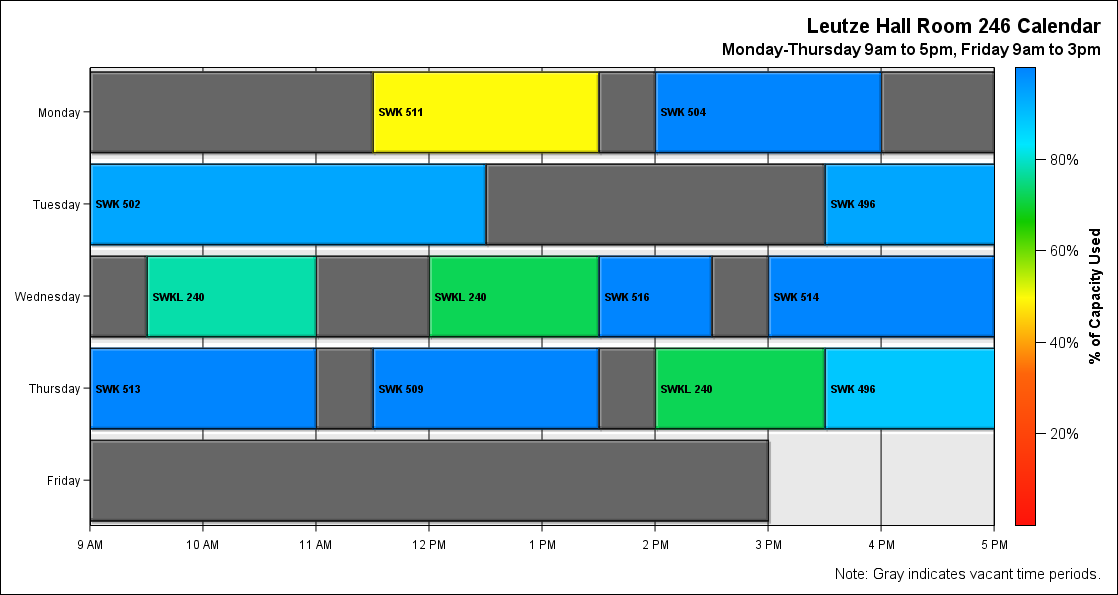 Leutze Hall Room 246 Calendar
Monday-Thursday 9am to 5pm, Friday 9am to 3pm
Monday
SWK 511
SWK 504
Tuesday
SWK 502
SWK 496
Wednesday
SWKL 240
SWKL 240
SWK 516
SWK 514
Thursday
SWK 513
SWK 509
SWKL 240
SWK 496
Friday
9 AM
10 AM
11 AM
12 PM
1 PM
2 PM
3 PM
4 PM
5 PM
80%
60%
40%
20%
% of Capacity Used
Note: Gray indicates vacant time periods.